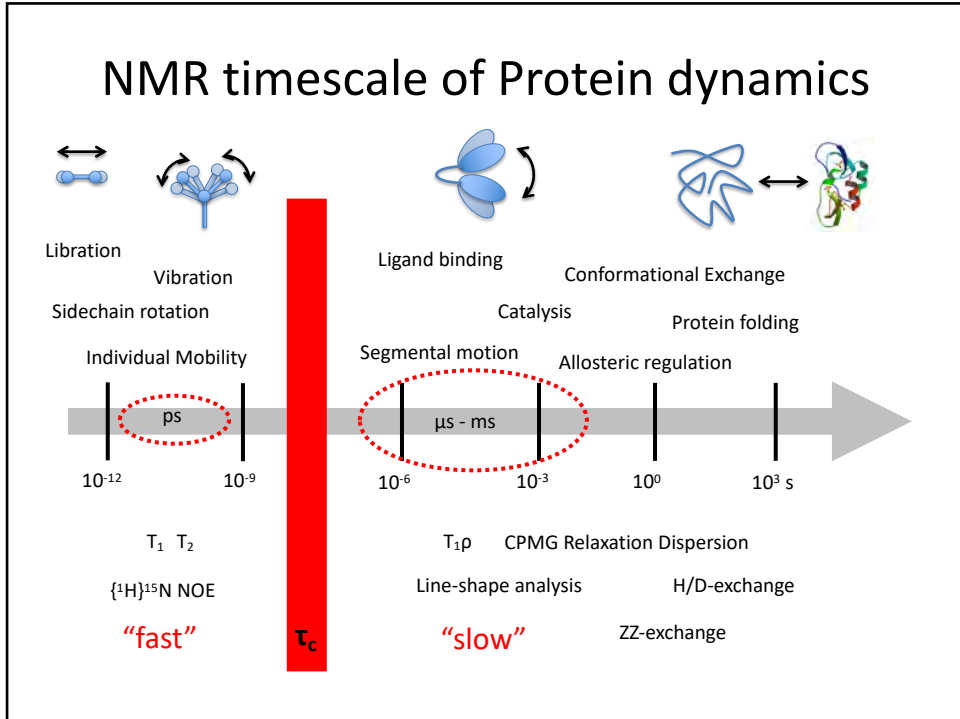 NMR timescale of Protein dynamics
Libration
Vibration
Sidechain rotation
Individual Mobility
Ligand binding
Catalysis
Segmental motion
Conformational Exchange
Protein folding
Allosteric regulation
ps
μs - ms
10⁻¹² 10⁻⁹ 10⁻⁶ 10⁻³ 10⁰ 10³ s
T₁ T₂
{¹H}¹⁵N NOE
"fast"
τc
T₁ρ CPMG Relaxation Dispersion
Line-shape analysis H/D-exchange
"slow" ZZ-exchange